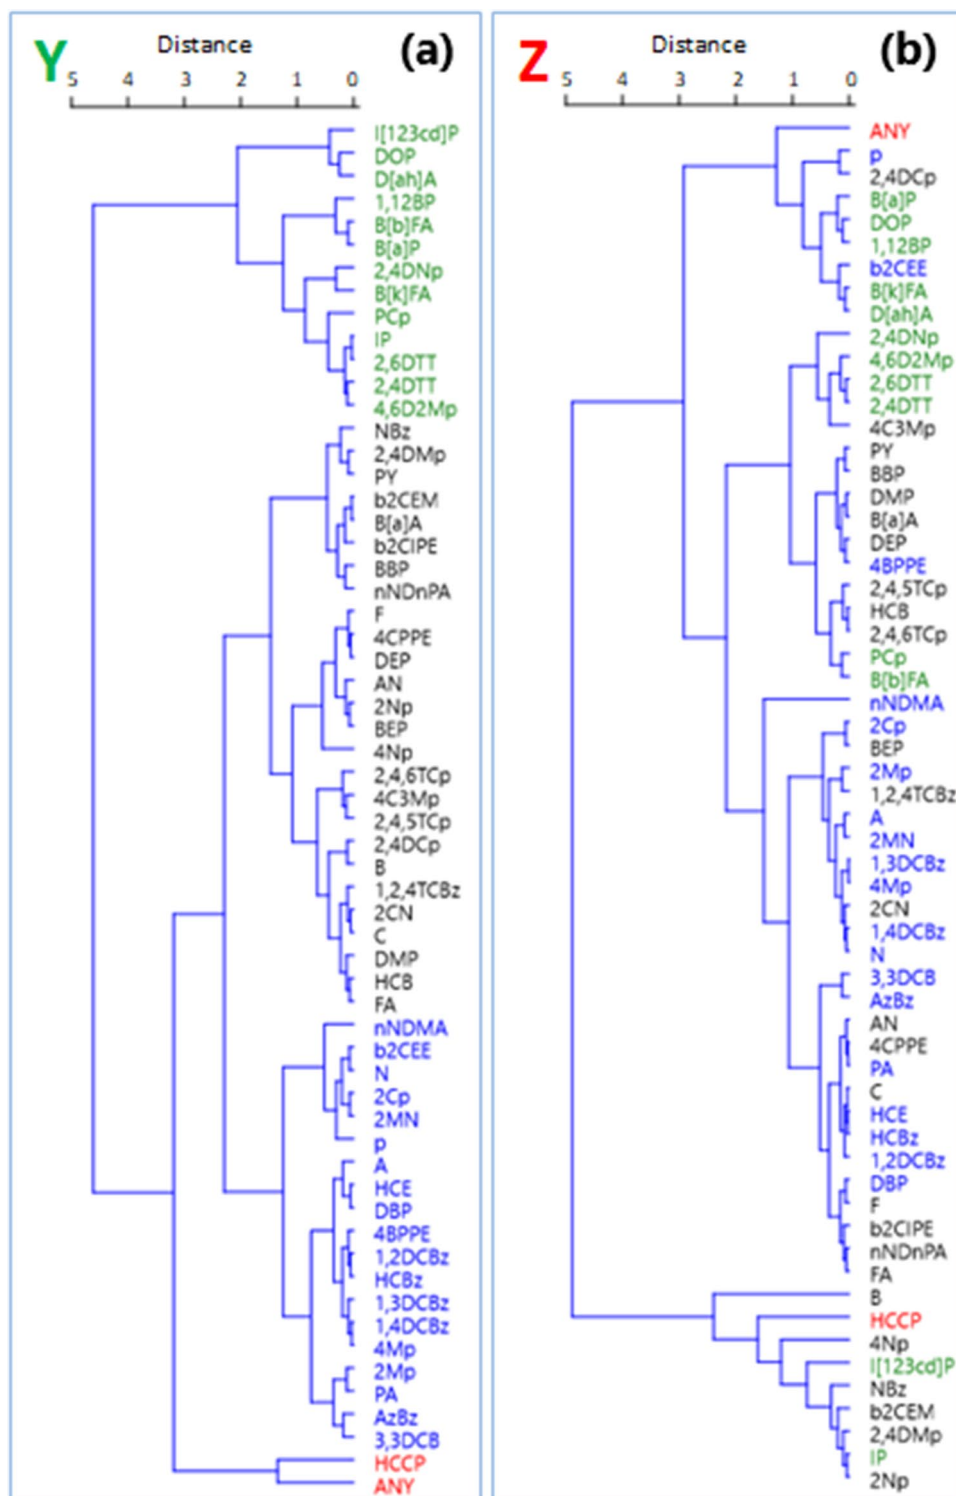 Y Distance (a)
5 4 3 2 1 0
I[123cd]P
DOP
D[ah]A
1,12BP
B[b]FA
B[a]P
2,4DNp
B[k]FA
PCp
IP
2,6DTT
2,4DTT
4,6D2Mp
NBz
2,4DMp
PY
b2CEM
B[a]A
b2CIPE
BBP
nNDnPA
F
4CPPE
DEP
AN
2Np
BEP
4Np
2,4,6TCp
4C3Mp
2,4,5TCp
2,4DCp
B
1,2,4TCBz
2CN
C
DMP
HCB
FA
nNDMA
b2CEE
N
2Cp
2MN
p
A
HCE
DBP
4BPPE
1,2DCBz
HCBz
1,3DCBz
1,4DCBz
4Mp
2Mp
PA
AzBz
3,3DCB
HCCP
ANY
Z Distance (b)
5 4 3 2 1 0
ANY
p
2,4DCp
B[a]P
DOP
1,12BP
b2CEE
B[k]FA
D[ah]A
2,4DNp
4,6D2Mp
2,6DTT
2,4DTT
4C3Mp
PY
BBP
DMP
B[a]A
DEP
4BPPE
2,4,5TCp
HCB
2,4,6TCp
PCp
B[b]FA
nNDMA
2Cp
BEP
2Mp
1,2,4TCBz
A
2MN
1,3DCBz
4Mp
2CN
1,4DCBz
N
3,3DCB
AzBz
AN
4CPPE
PA
C
HCE
HCBz
1,2DCBz
DBP
F
b2CIPE
nNDnPA
FA
B
HCCP
4Np
I[123cd]P
NBz
b2CEM
2,4DMp
IP
2Np